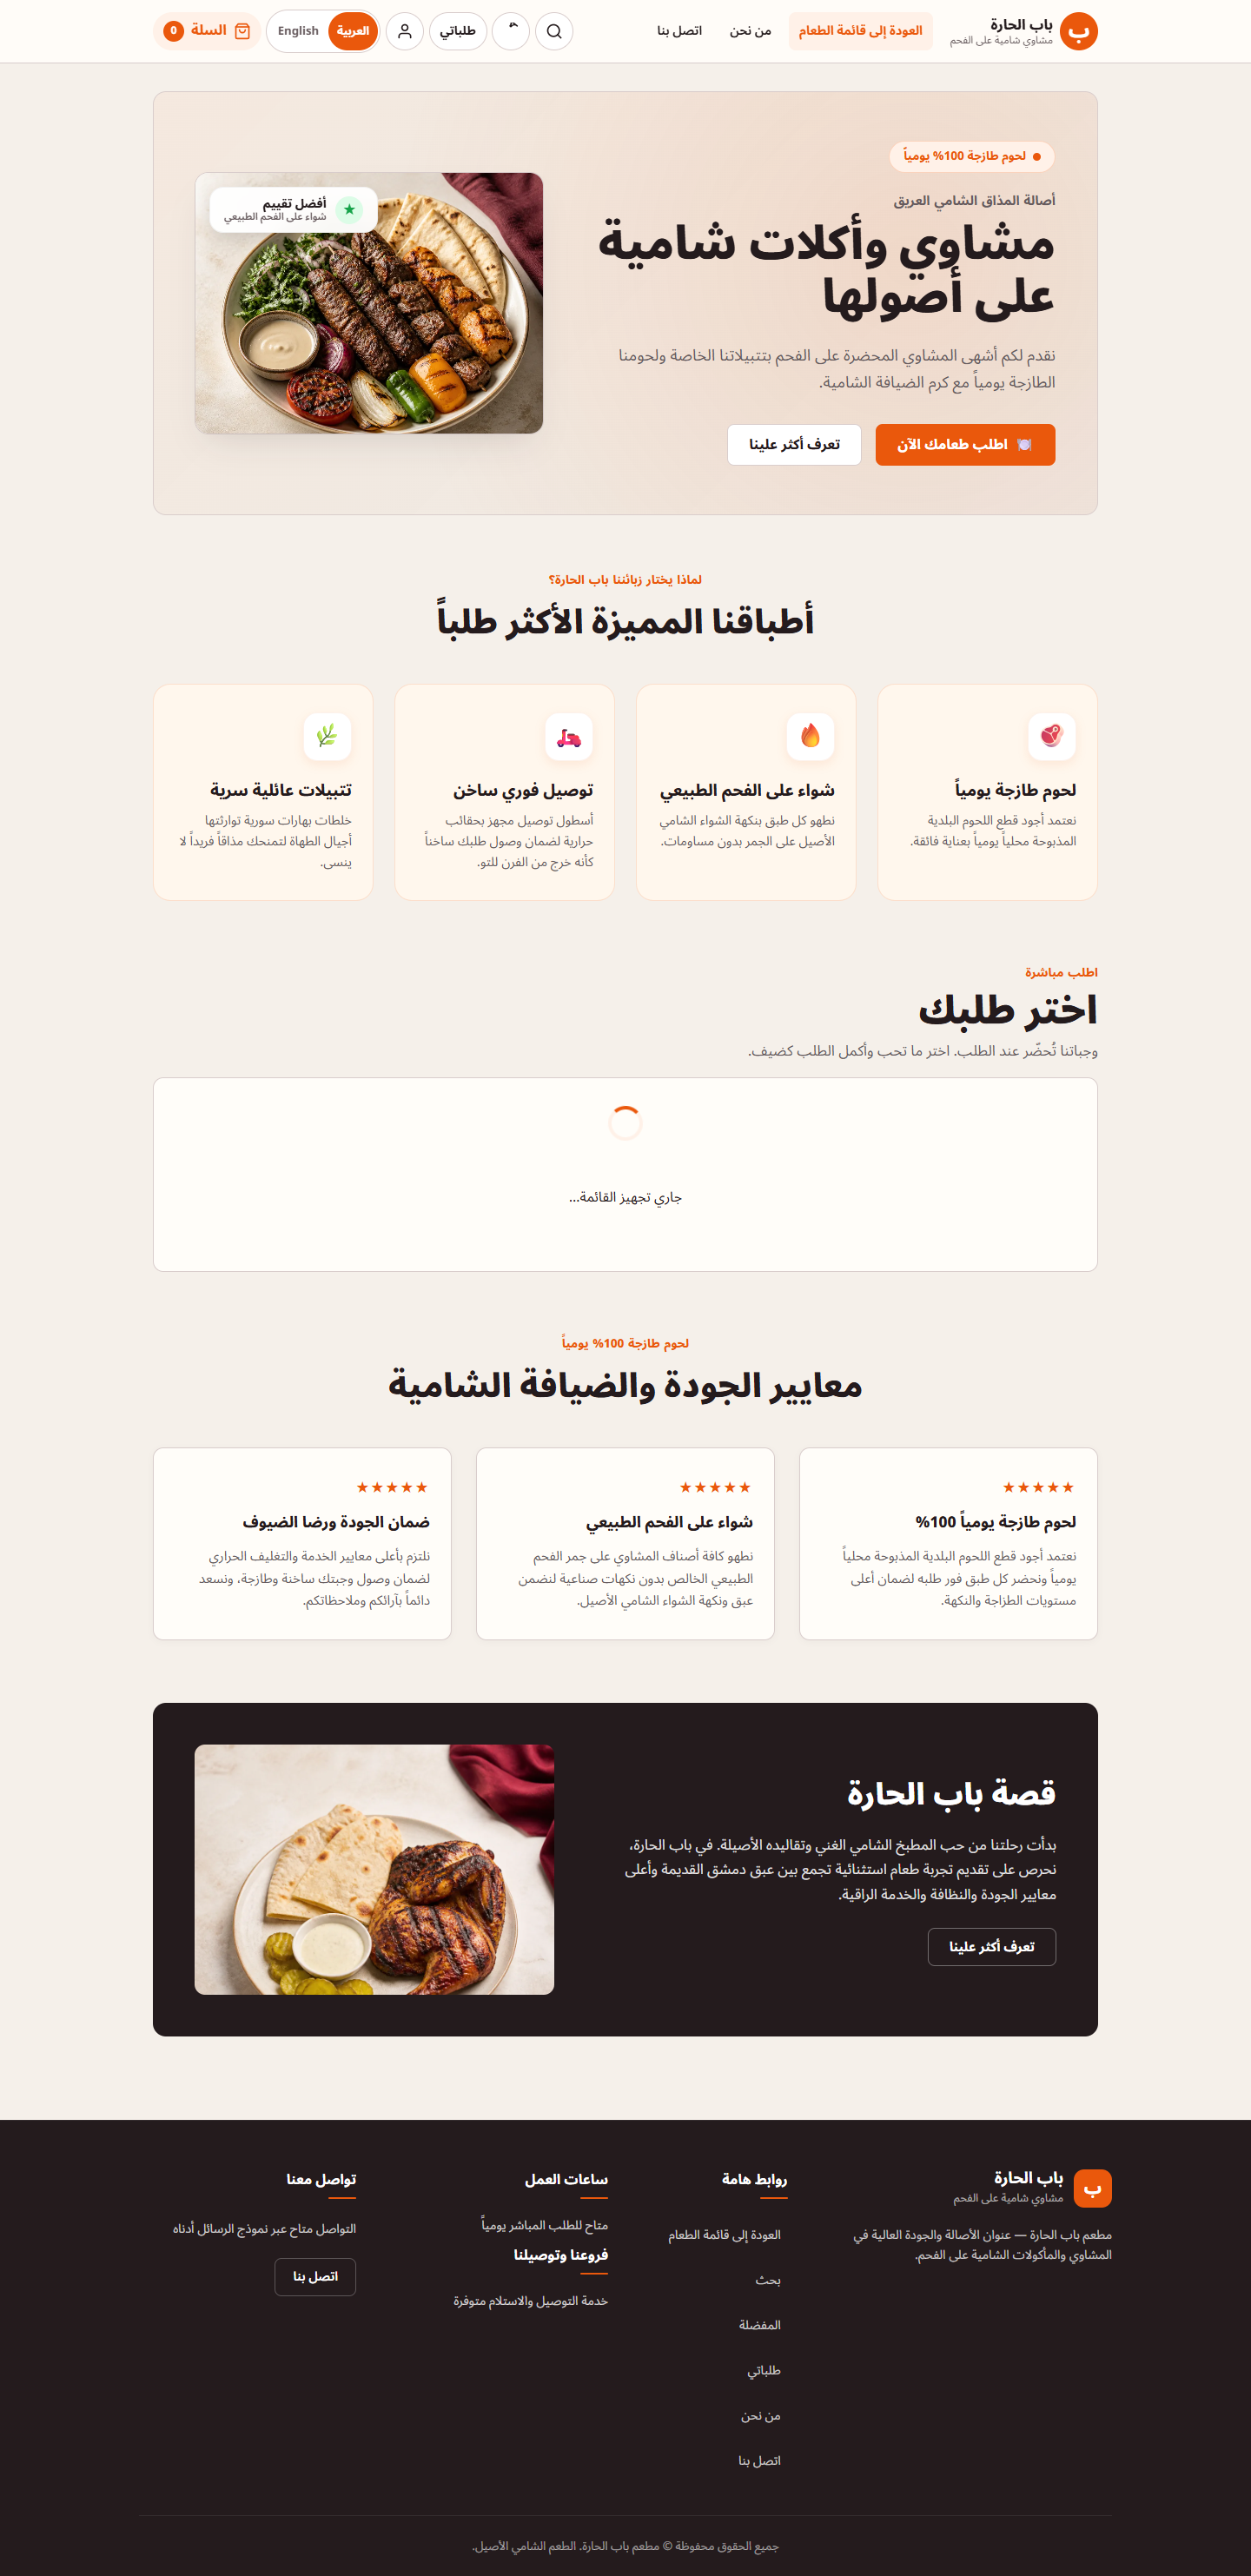 ب
باب الحارة
مشاوي شامية على الفحم
العودة إلى قائمة الطعام
من نحن
اتصل بنا
طلباتي
العربية
English
السلة
0
لحوم طازجة 100% يومياً
أصالة المذاق الشامي العريق
مشاوي وأكلات شامية
على أصولها
نقدم لكم أشهى المشاوي المحضرة على الفحم بتتبيلاتنا الخاصة ولحومنا
الطازجة يومياً مع كرم الضيافة الشامية.
اطلب طعامك الآن
تعرف أكثر علينا
أفضل تقييم
شواء على الفحم الطبيعي
لماذا يختار زبائننا باب الحارة؟
أطباقنا المميزة الأكثر طلباً
لحوم طازجة يومياً
نعتمد أجود قطع اللحوم البلدية
المذبوحة محلياً يومياً بعناية فائقة.
شواء على الفحم الطبيعي
نطهو كل طبق بنكهة الشواء الشامي
الأصيل على الجمر بدون مساومات.
توصيل فوري ساخن
أسطول توصيل مجهز بحقائب
حرارية لضمان وصول طلبك ساخناً
كأنه خرج من الفرن للتو.
تتبيلات عائلية سرية
خلطات بهارات سورية توارثتها
أجيال الطهاة لتمنحك مذاقاً فريداً لا
ينسى.
اطلب مباشرة
اختر طلبك
وجباتنا تُحضّر عند الطلب. اختر ما تحب وأكمل الطلب كضيف.
جاري تجهيز القائمة...
لحوم طازجة 100% يومياً
معايير الجودة والضيافة الشامية
★★★★★
لحوم طازجة يومياً 100%
نعتمد أجود قطع اللحوم البلدية المذبوحة محلياً
يومياً ونحضر كل طبق فور طلبه لضمان أعلى
مستويات الطزاجة والنكهة.
★★★★★
شواء على الفحم الطبيعي
نطهو كافة أصناف المشاوي على جمر الفحم
الطبيعي الخالص بدون نكهات صناعية لنضمن
عبق ونكهة الشواء الشامي الأصيل.
★★★★★
ضمان الجودة ورضا الضيوف
نلتزم بأعلى معايير الخدمة والتغليف الحراري
لضمان وصول وجبتك ساخنة وطازجة، ونسعد
دائماً بآرائكم وملاحظاتكم.
قصة باب الحارة
بدأت رحلتنا من حب المطبخ الشامي الغني وتقاليده الأصيلة. في باب الحارة،
نحرص على تقديم تجربة طعام استثنائية تجمع بين عبق دمشق القديمة وأعلى
معايير الجودة والنظافة والخدمة الراقية.
تعرف أكثر علينا
ب
باب الحارة
مشاوي شامية على الفحم
مطعم باب الحارة — عنوان الأصالة والجودة العالية في
المشاوي والمأكولات الشامية على الفحم.
روابط هامة
العودة إلى قائمة الطعام
بحث
المفضلة
طلباتي
من نحن
اتصل بنا
ساعات العمل
متاح للطلب المباشر يومياً
فروعنا وتوصيلنا
خدمة التوصيل والاستلام متوفرة
تواصل معنا
التواصل متاح عبر نموذج الرسائل أدناه
اتصل بنا
جميع الحقوق محفوظة © مطعم باب الحارة. الطعم الشامي الأصيل.